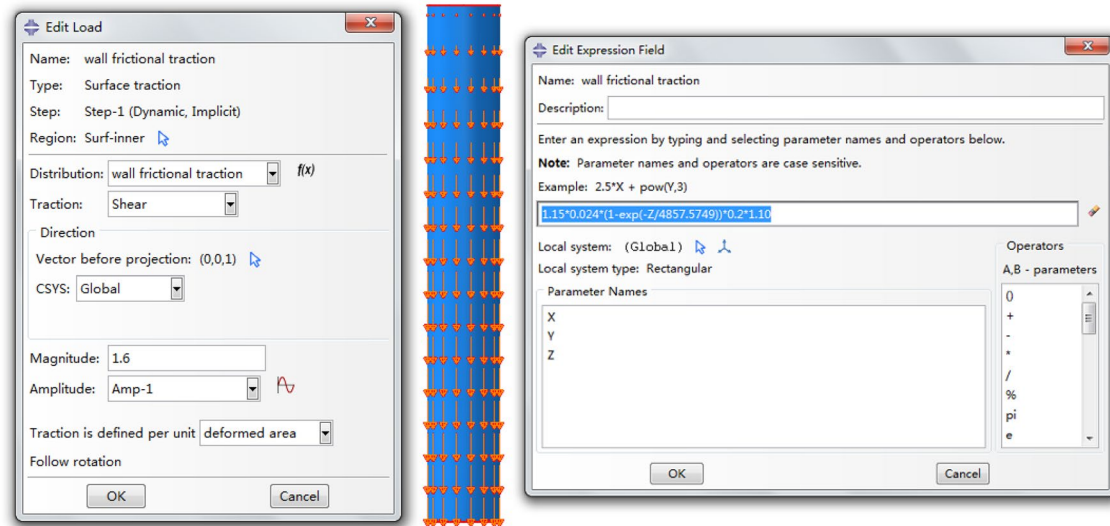 Edit Load
Name: wall frictional traction
Type: Surface traction
Step: Step-1 (Dynamic, Implicit)
Region: Surf-inner
Distribution: wall frictional traction f(x)
Traction: Shear
Direction
Vector before projection: (0,0,1)
CSYS: Global
Magnitude: 1.6
Amplitude: Amp-1
Traction is defined per unit deformed area
Follow rotation
OK Cancel
Edit Expression Field
Name: wall frictional traction
Description:
Enter an expression by typing and selecting parameter names and operators below.
Note: Parameter names and operators are case sensitive.
Example: 2.5*X + pow(Y,3)
1.15*0.024*(1-exp(-Z/4857.5749))*0.2*1.10
Local system: (Global)
Local system type: Rectangular
Parameter Names
X
Y
Z
Operators
A,B - parameters
()
+
-
*
/
%
pi
e
OK Cancel